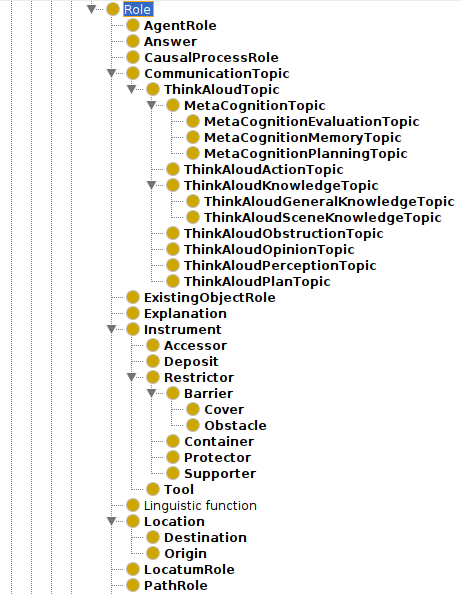 Role
AgentRole
Answer
CausalProcessRole
CommunicationTopic
ThinkAloudTopic
MetaCognitionTopic
MetaCognitionEvaluationTopic
MetaCognitionMemoryTopic
MetaCognitionPlanningTopic
ThinkAloudActionTopic
ThinkAloudKnowledgeTopic
ThinkAloudGeneralKnowledgeTopic
ThinkAloudSceneKnowledgeTopic
ThinkAloudObstructionTopic
ThinkAloudOpinionTopic
ThinkAloudPerceptionTopic
ThinkAloudPlanTopic
ExistingObjectRole
Explanation
Instrument
Accessor
Deposit
Restrictor
Barrier
Cover
Obstacle
Container
Protector
Supporter
Tool
Linguistic function
Location
Destination
Origin
LocatumRole
PathRole